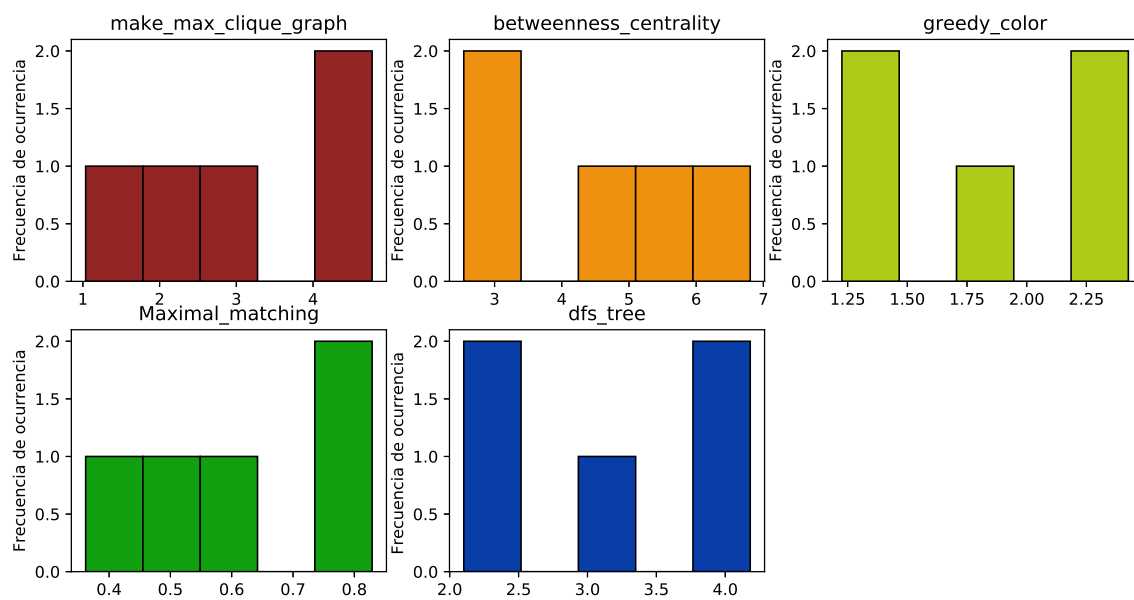 make_max_clique_graph
Frecuencia de ocurrencia
2.0
1.5
1.0
0.5
0.0
1 2 3 4
betweenness_centrality
Frecuencia de ocurrencia
2.0
1.5
1.0
0.5
0.0
3 4 5 6 7
greedy_color
Frecuencia de ocurrencia
2.0
1.5
1.0
0.5
0.0
1.25 1.50 1.75 2.00 2.25
Maximal_matching
Frecuencia de ocurrencia
2.0
1.5
1.0
0.5
0.0
0.4 0.5 0.6 0.7 0.8
dfs_tree
Frecuencia de ocurrencia
2.0
1.5
1.0
0.5
0.0
2.0 2.5 3.0 3.5 4.0